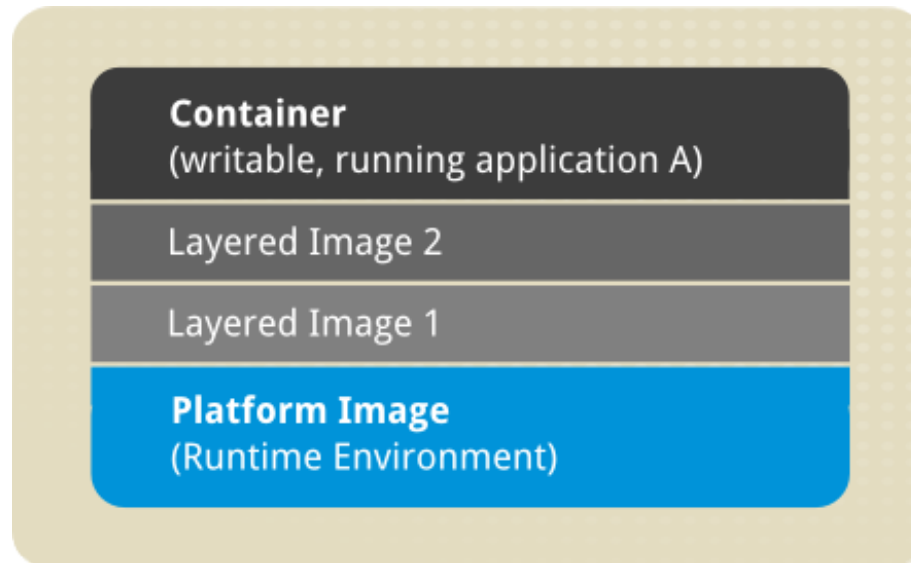 Container
(writable, running application A)
Layered Image 2
Layered Image 1
Platform Image
(Runtime Environment)